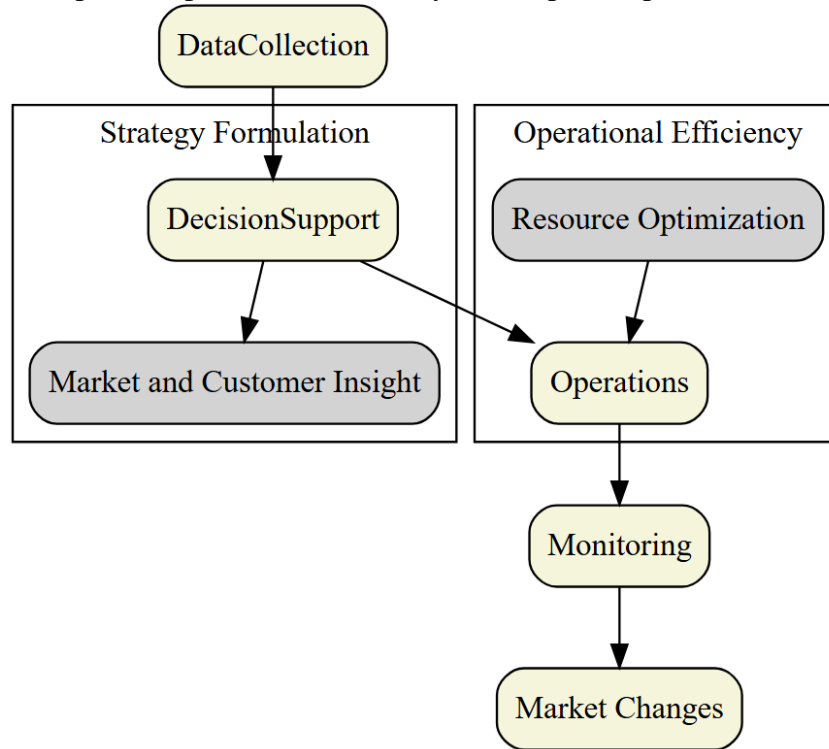 DataCollection
Strategy Formulation
Operational Efficiency
DecisionSupport
Resource Optimization
Market and Customer Insight
Operations
Monitoring
Market Changes